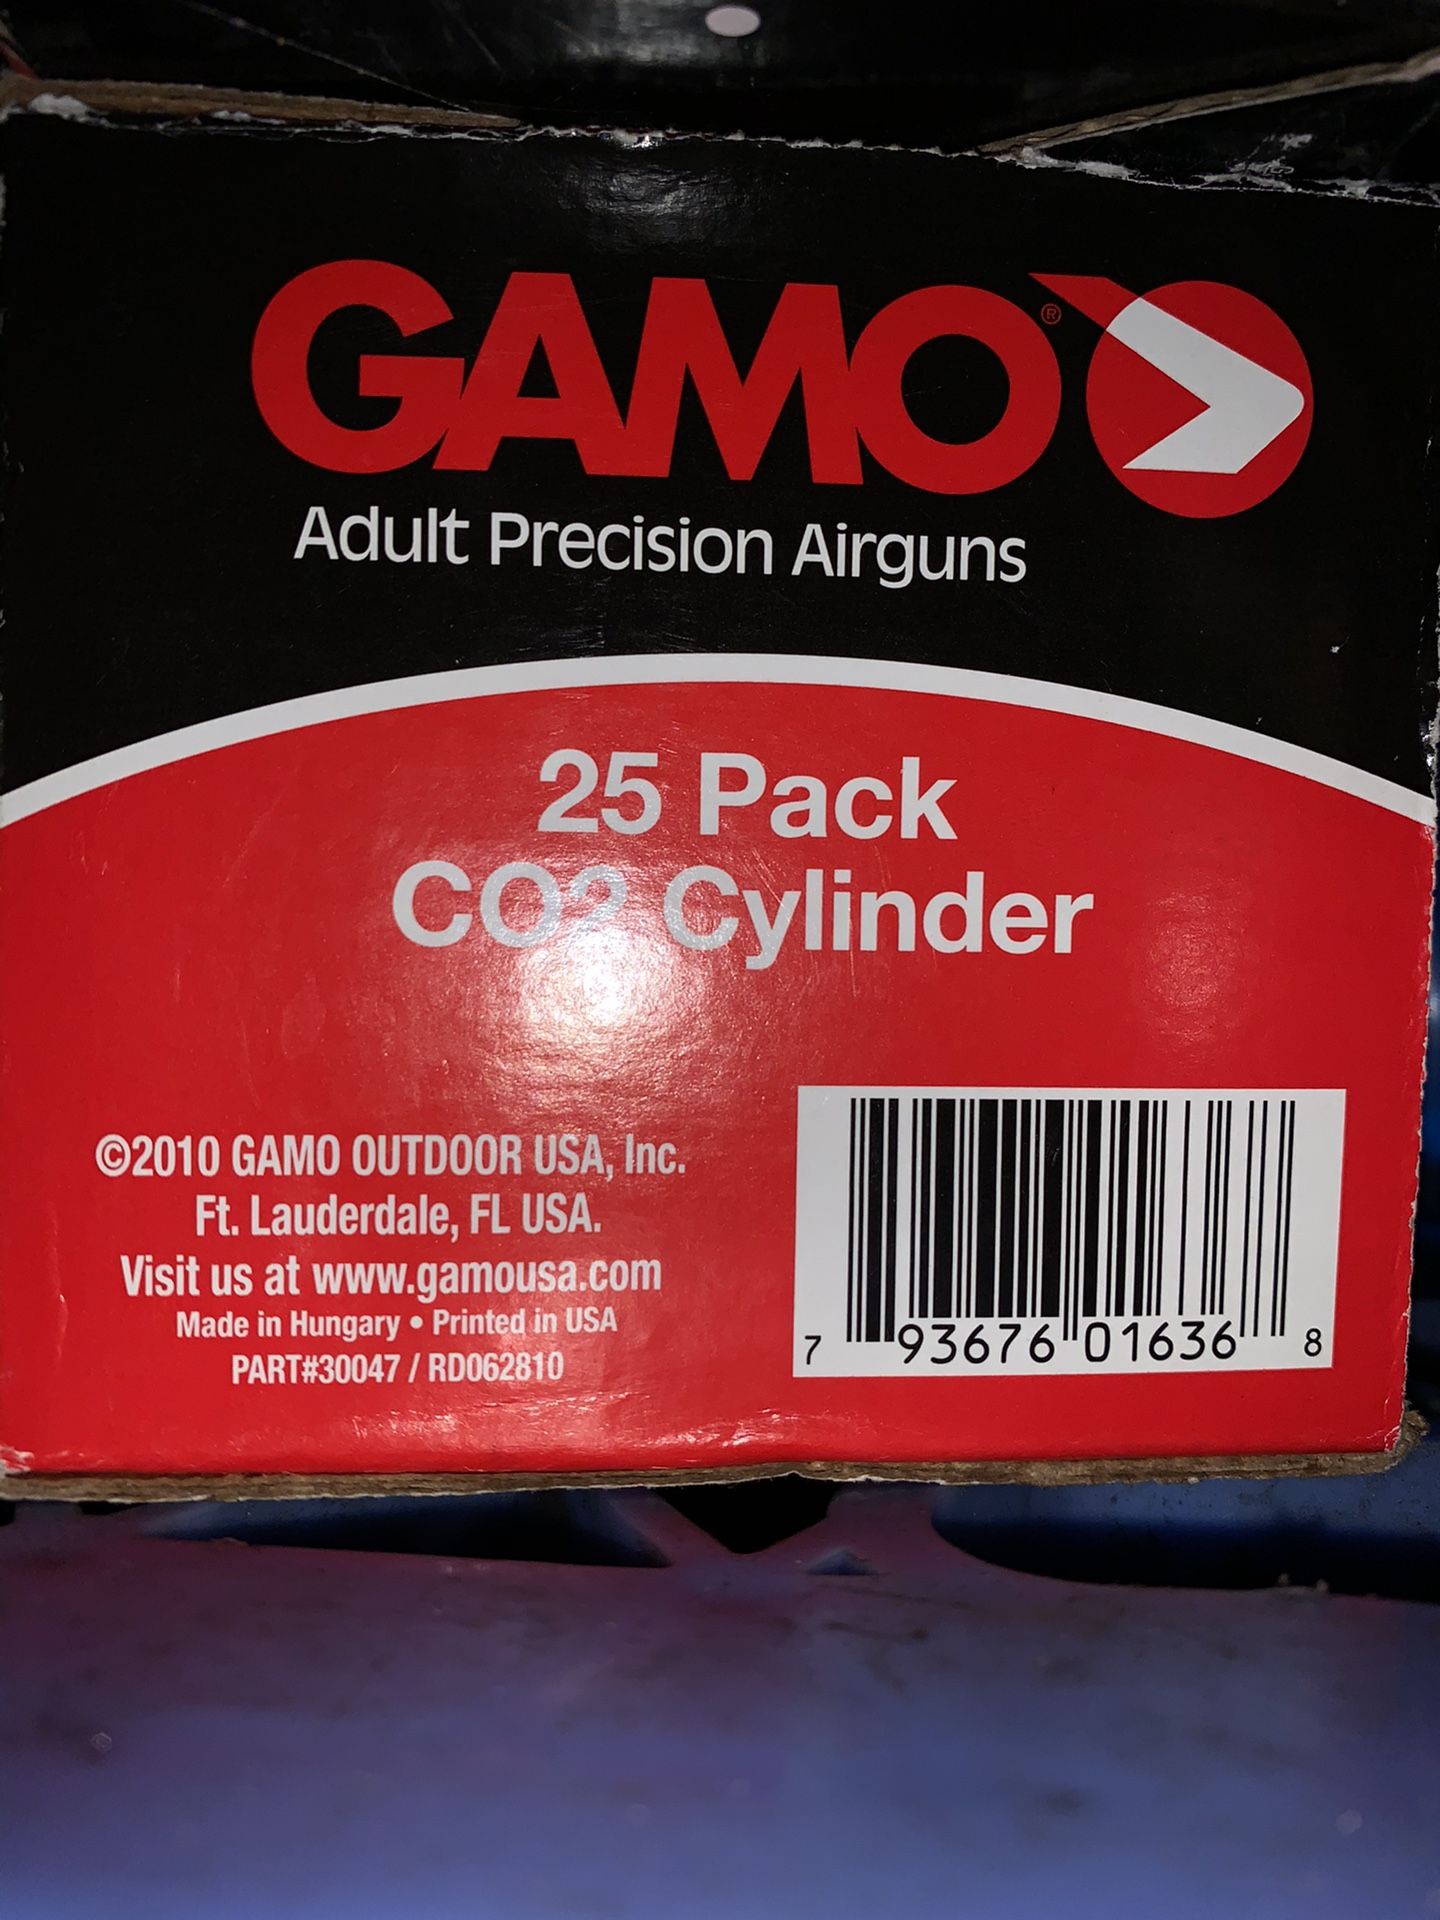 GAMO®
Adult Precision Airguns
25 Pack
CO2 Cylinder
©2010 GAMO OUTDOOR USA, Inc.
Ft. Lauderdale, FL USA.
Visit us at www.gamousa.com
Made in Hungary • Printed in USA
PART#30047 / RD062810
7 93676 01636 8